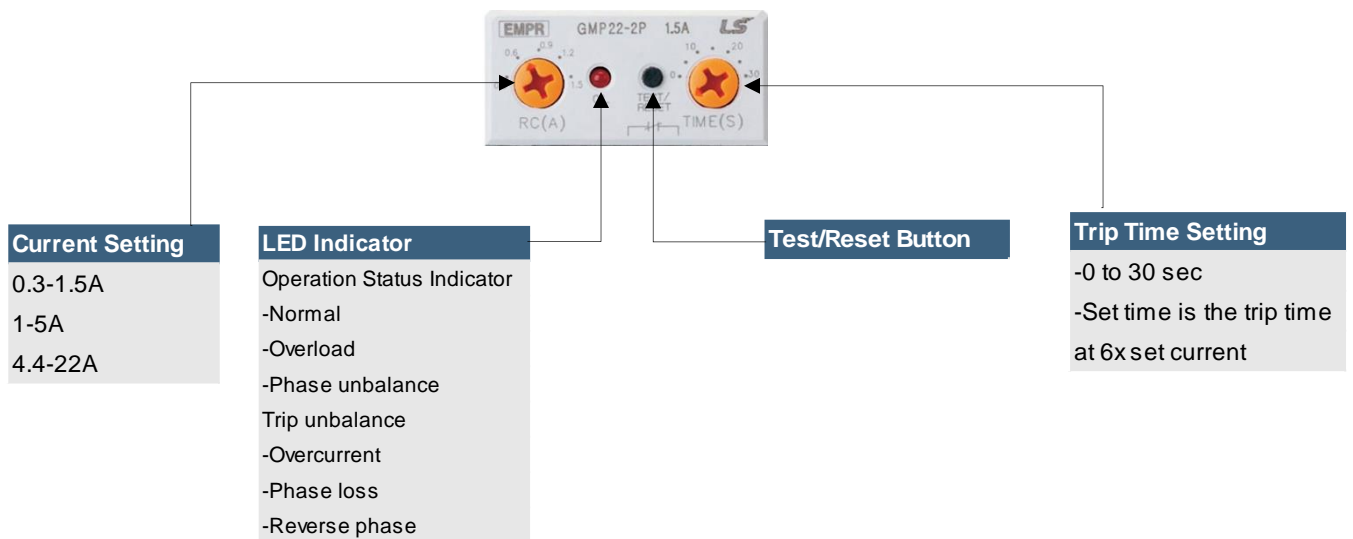 EMPR GMP22-2P 1.5A LS
0.6 0.9 1.2 1.5
10 20
0 30
TEST/
RESET
RC(A) TIME(S)
Current Setting
0.3-1.5A
1-5A
4.4-22A
LED Indicator
Operation Status Indicator
-Normal
-Overload
-Phase unbalance
Trip unbalance
-Overcurrent
-Phase loss
-Reverse phase
Test/Reset Button
Trip Time Setting
-0 to 30 sec
-Set time is the trip time
at 6x set current